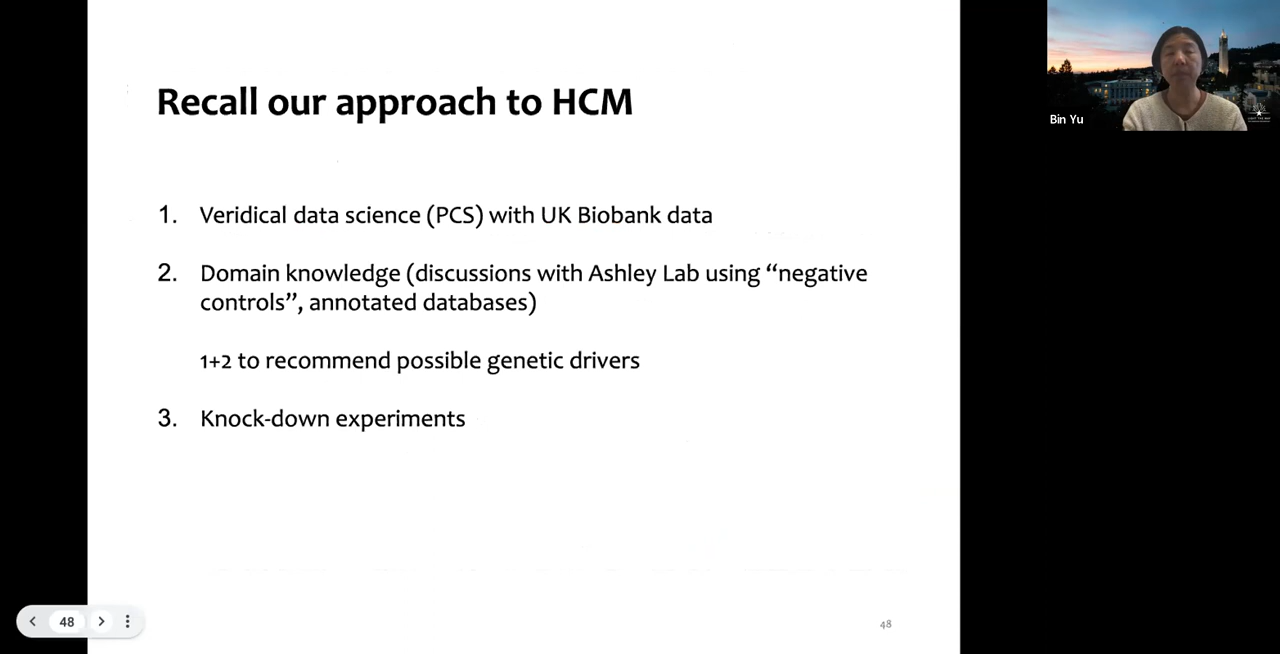 Recall our approach to HCM
1. Veridical data science (PCS) with UK Biobank data
2. Domain knowledge (discussions with Ashley Lab using “negative
controls”, annotated databases)
1+2 to recommend possible genetic drivers
3. Knock-down experiments
48
48
Bin Yu